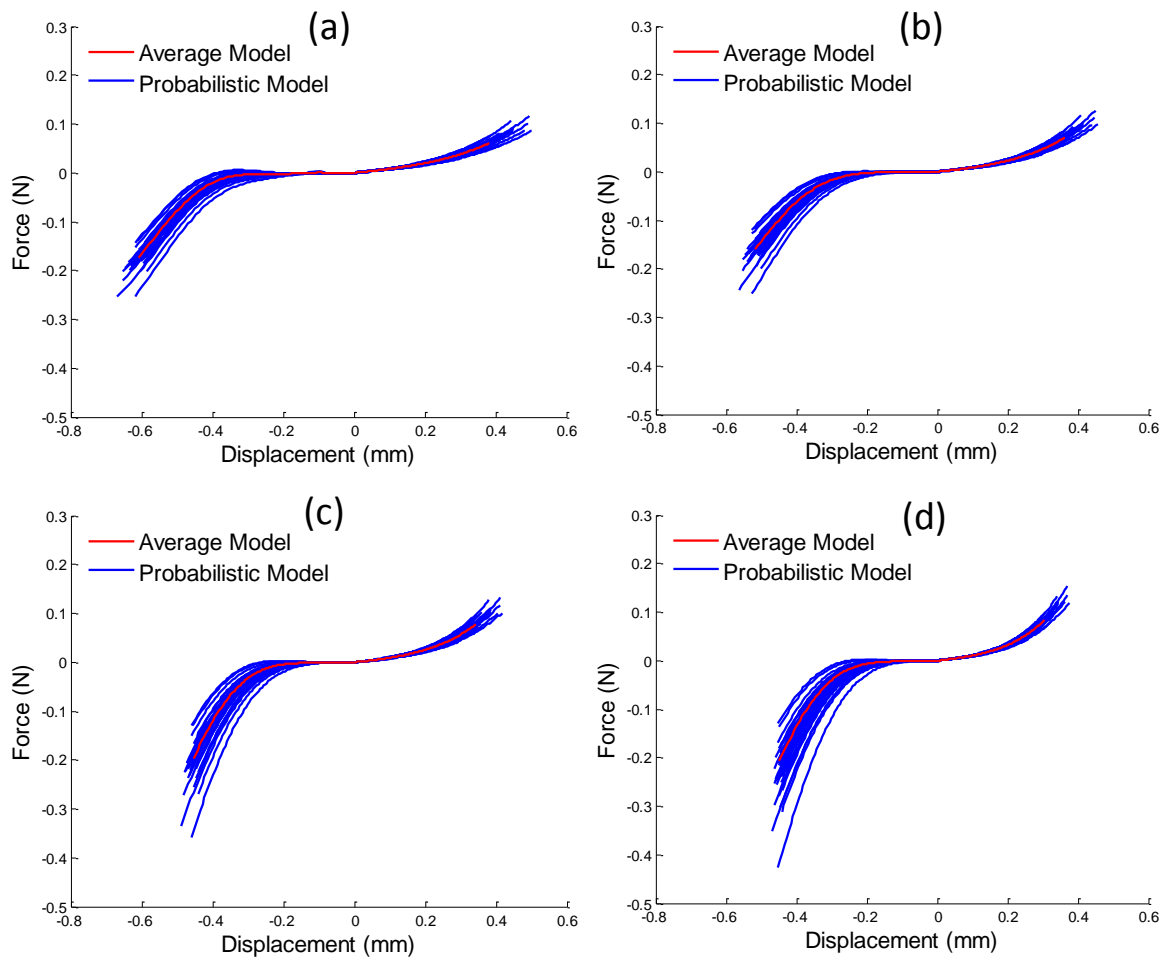 (a)
Average Model
Probabilistic Model
0.3
0.2
0.1
0
-0.1
-0.2
-0.3
-0.4
-0.5
Force (N)
-0.8 -0.6 -0.4 -0.2 0 0.2 0.4 0.6
Displacement (mm)
(b)
Average Model
Probabilistic Model
0.3
0.2
0.1
0
-0.1
-0.2
-0.3
-0.4
-0.5
Force (N)
-0.8 -0.6 -0.4 -0.2 0 0.2 0.4 0.6
Displacement (mm)
(c)
Average Model
Probabilistic Model
0.3
0.2
0.1
0
-0.1
-0.2
-0.3
-0.4
-0.5
Force (N)
-0.8 -0.6 -0.4 -0.2 0 0.2 0.4 0.6
Displacement (mm)
(d)
Average Model
Probabilistic Model
0.3
0.2
0.1
0
-0.1
-0.2
-0.3
-0.4
-0.5
Force (N)
-0.8 -0.6 -0.4 -0.2 0 0.2 0.4 0.6
Displacement (mm)